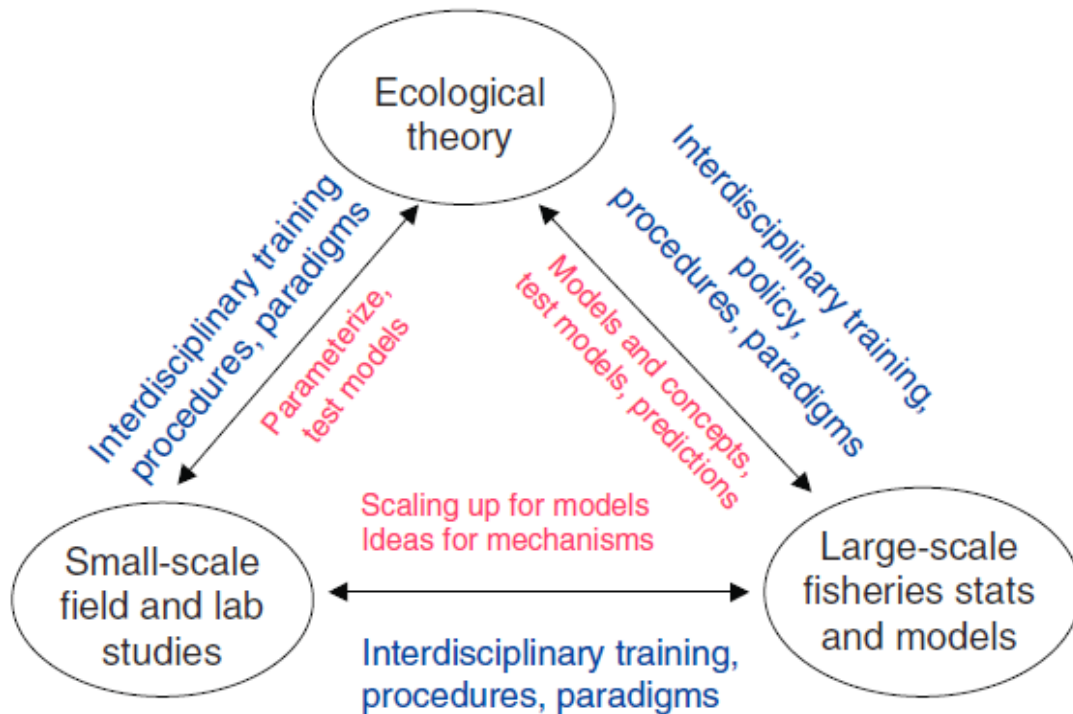 Ecological
theory
Interdisciplinary training
procedures, paradigms
Parameterize,
test models
Interdisciplinary training,
policy,
procedures, paradigms
Models and concepts,
test models, predictions
Scaling up for models
Ideas for mechanisms
Small-scale
field and lab
studies
Large-scale
fisheries stats
and models
Interdisciplinary training,
procedures, paradigms